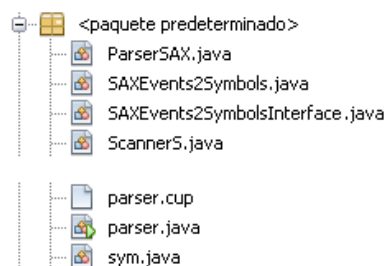 <paquete predeterminado>
ParserSAX.java
SAXEvents2Symbols.java
SAXEvents2SymbolsInterface.java
ScannerS.java
parser.cup
parser.java
sym.java